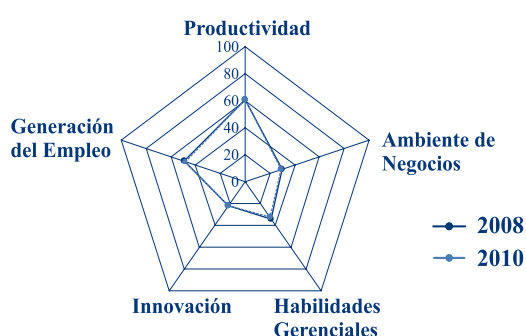 Productividad
100
80
60
40
20
0
Generación
del Empleo
Ambiente de
Negocios
2008
2010
Innovación
Habilidades
Gerenciales